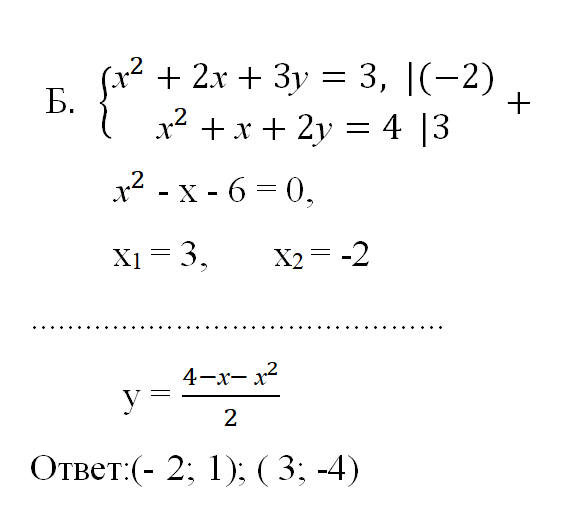 Б. {x² + 2x + 3y = 3, |(−2)
x² + x + 2y = 4 |3 +
x² - x - 6 = 0,
x₁ = 3, x₂ = -2
..............................................
y = (4−x− x²)/2
Ответ:(- 2; 1); ( 3; -4)